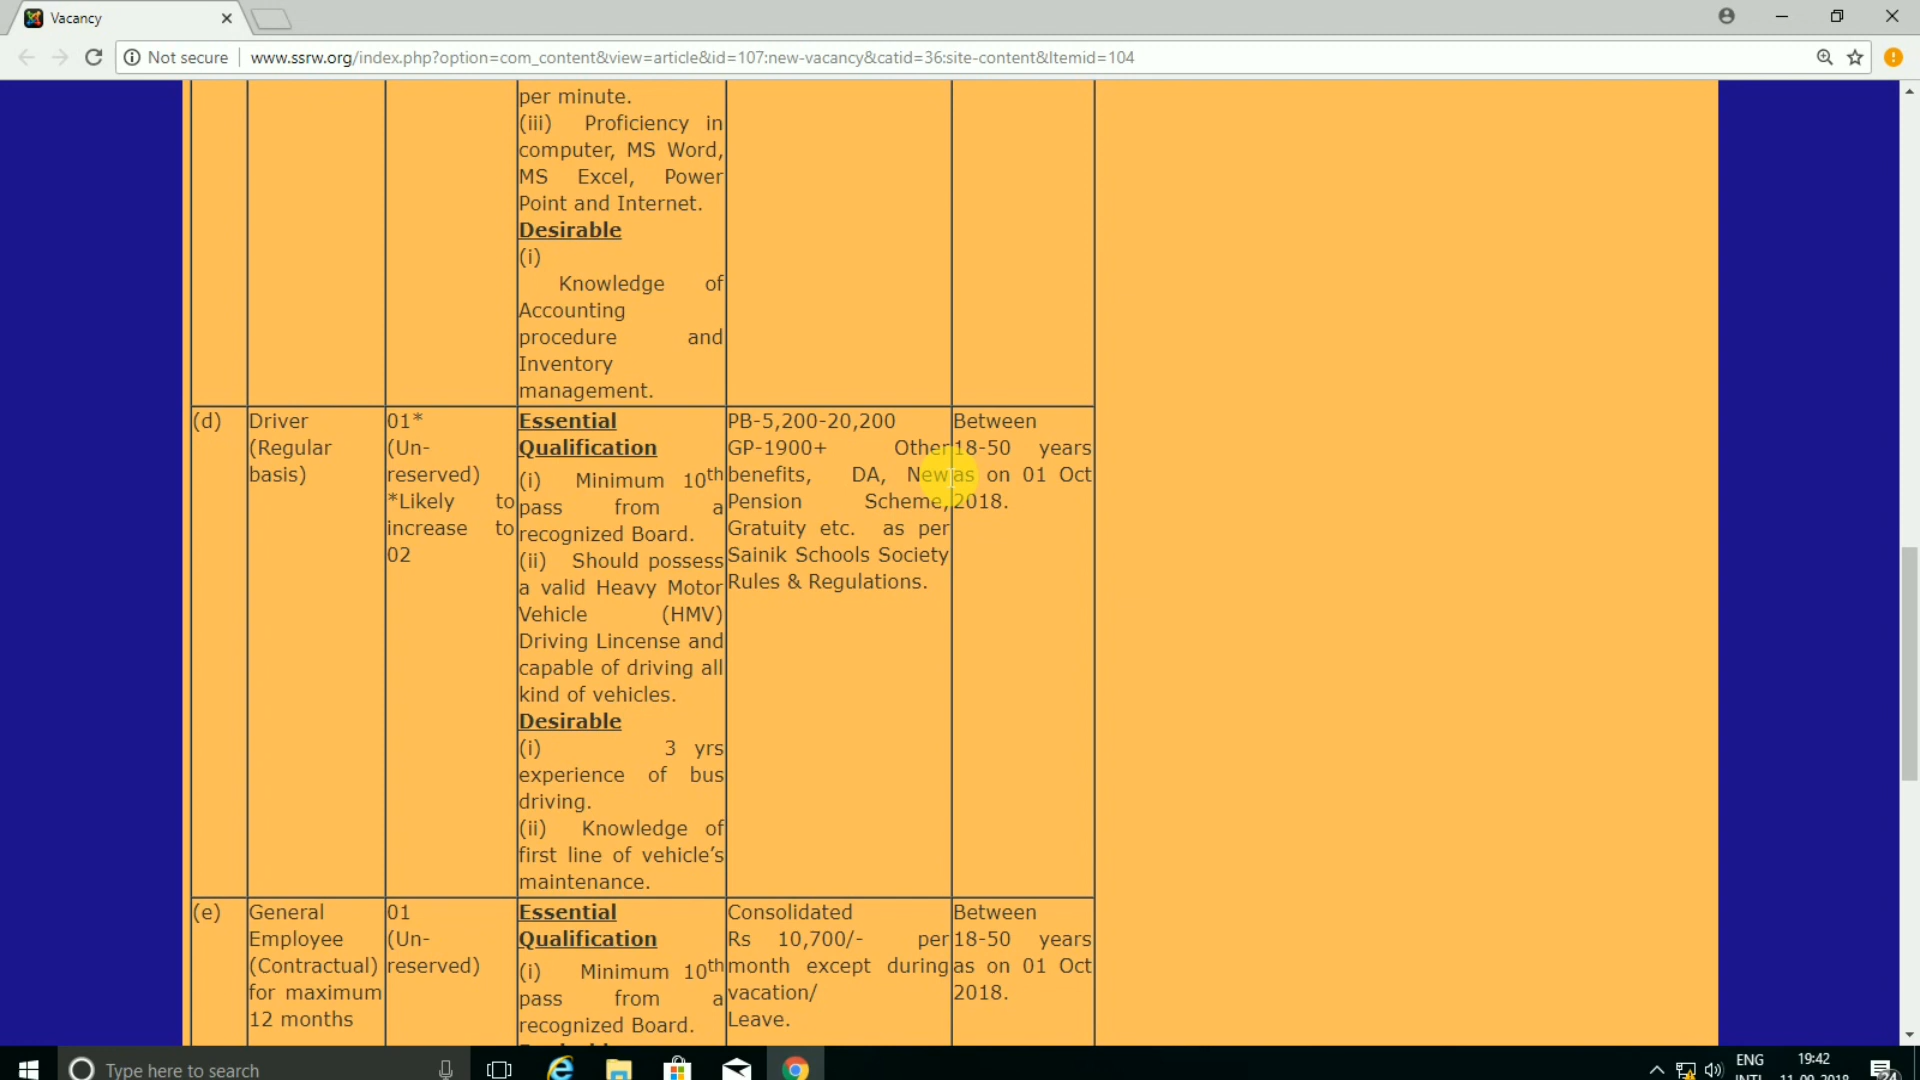 Vacancy
Not secure
www.ssrw.org/index.php?option=com_content&view=article&id=107:new-vacancy&catid=36:site-content&Itemid=104
per minute.
(iii) Proficiency in
computer, MS Word,
MS Excel, Power
Point and Internet.
Desirable
(i)
Knowledge of
Accounting
procedure and
Inventory
management.
(d)
Driver
(Regular
basis)
01*
(Un-
reserved)
*Likely to
increase to
02
Essential
Qualification
(i) Minimum 10th
pass from a
recognized Board.
(ii) Should possess
a valid Heavy Motor
Vehicle (HMV)
Driving Lincense and
capable of driving all
kind of vehicles.
Desirable
(i) 3 yrs
experience of bus
driving.
(ii) Knowledge of
first line of vehicle's
maintenance.
PB-5,200-20,200
GP-1900+ Other
benefits, DA, New
Pension Scheme,
Gratuity etc. as per
Sainik Schools Society
Rules & Regulations.
Between
18-50 years
as on 01 Oct
2018.
(e)
General
Employee
(Contractual)
for maximum
12 months
01
(Un-
reserved)
Essential
Qualification
(i) Minimum 10th
pass from a
recognized Board.
Consolidated
Rs 10,700/- per
month except during
vacation/
Leave.
Between
18-50 years
as on 01 Oct
2018.
Type here to search
ENG
INTL
19:42
11-09-2018
24